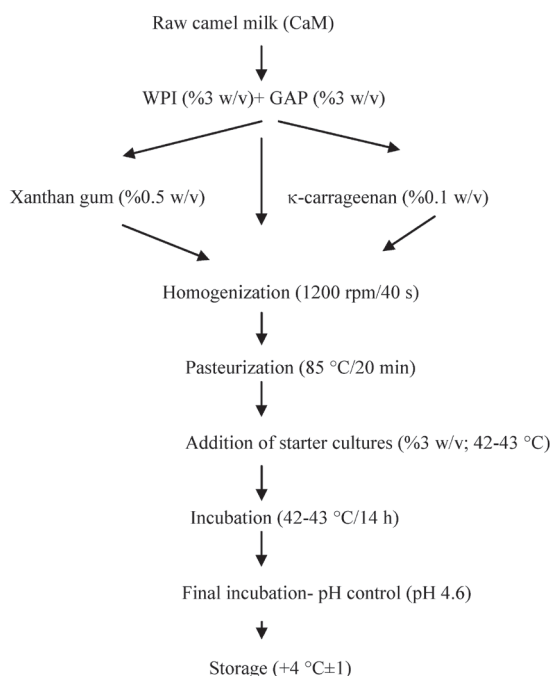 Raw camel milk (CaM)
WPI (%3 w/v)+ GAP (%3 w/v)
Xanthan gum (%0.5 w/v)
κ-carrageenan (%0.1 w/v)
Homogenization (1200 rpm/40 s)
Pasteurization (85 °C/20 min)
Addition of starter cultures (%3 w/v; 42-43 °C)
Incubation (42-43 °C/14 h)
Final incubation- pH control (pH 4.6)
Storage (+4 °C±1)